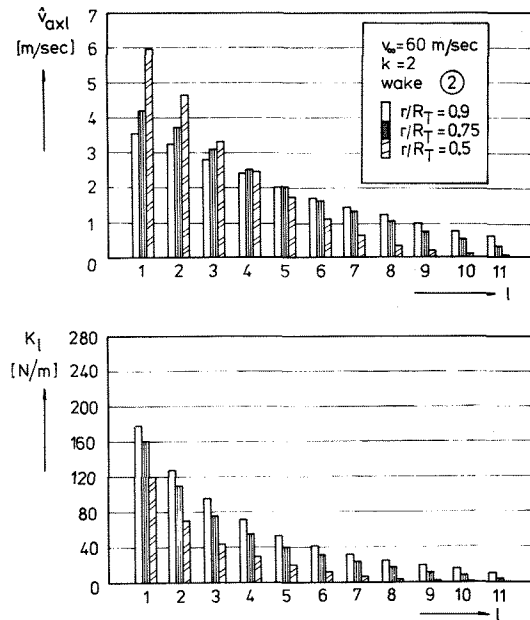 v̂axl
[m/sec]
7
6
5
4
3
2
1
0
v∞=60 m/sec
k =2
wake ②
r/RT=0.9
r/RT=0.75
r/RT=0.5
1 2 3 4 5 6 7 8 9 10 11
l
Kl
[N/m]
280
240
200
160
120
80
40
0
1 2 3 4 5 6 7 8 9 10 11
l